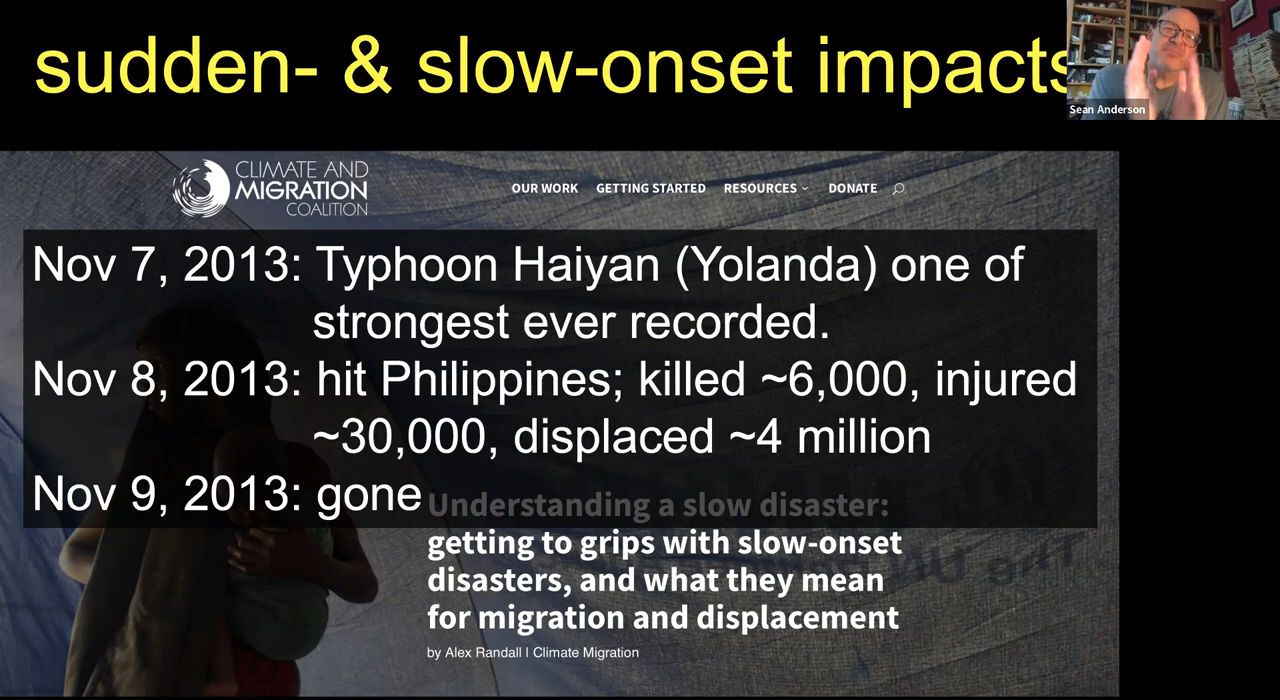 sudden- & slow-onset impacts
Sean Anderson
CLIMATE AND
MIGRATION
COALITION
OUR WORK GETTING STARTED RESOURCES DONATE
Nov 7, 2013: Typhoon Haiyan (Yolanda) one of
strongest ever recorded.
Nov 8, 2013: hit Philippines; killed ~6,000, injured
~30,000, displaced ~4 million
Nov 9, 2013: gone
Understanding a slow disaster:
getting to grips with slow-onset
disasters, and what they mean
for migration and displacement
by Alex Randall | Climate Migration